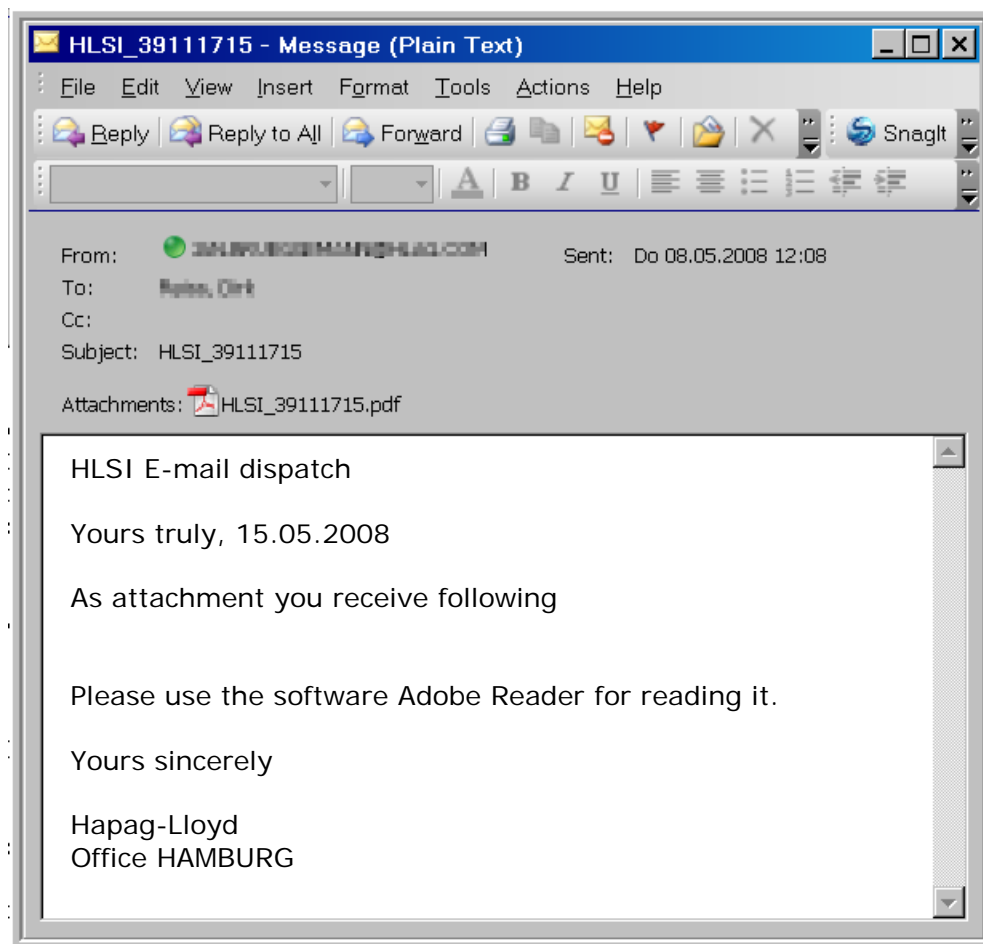 HLSI_39111715 - Message (Plain Text)
File Edit View Insert Format Tools Actions Help
Reply Reply to All Forward SnagIt
A B I U
From: Sent: Do 08.05.2008 12:08
To:
Cc:
Subject: HLSI_39111715
Attachments: HLSI_39111715.pdf
HLSI E-mail dispatch
Yours truly, 15.05.2008
As attachment you receive following
Please use the software Adobe Reader for reading it.
Yours sincerely
Hapag-Lloyd
Office HAMBURG